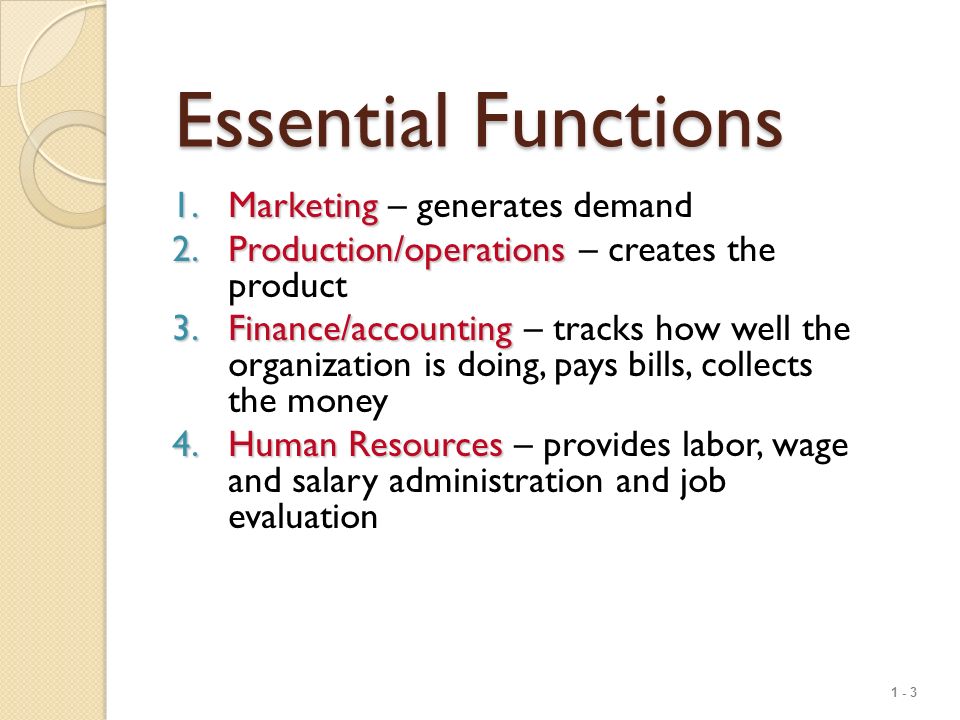 Essential Functions
1. Marketing – generates demand
2. Production/operations – creates the
product
3. Finance/accounting – tracks how well the
organization is doing, pays bills, collects
the money
4. Human Resources – provides labor, wage
and salary administration and job
evaluation
1 - 3